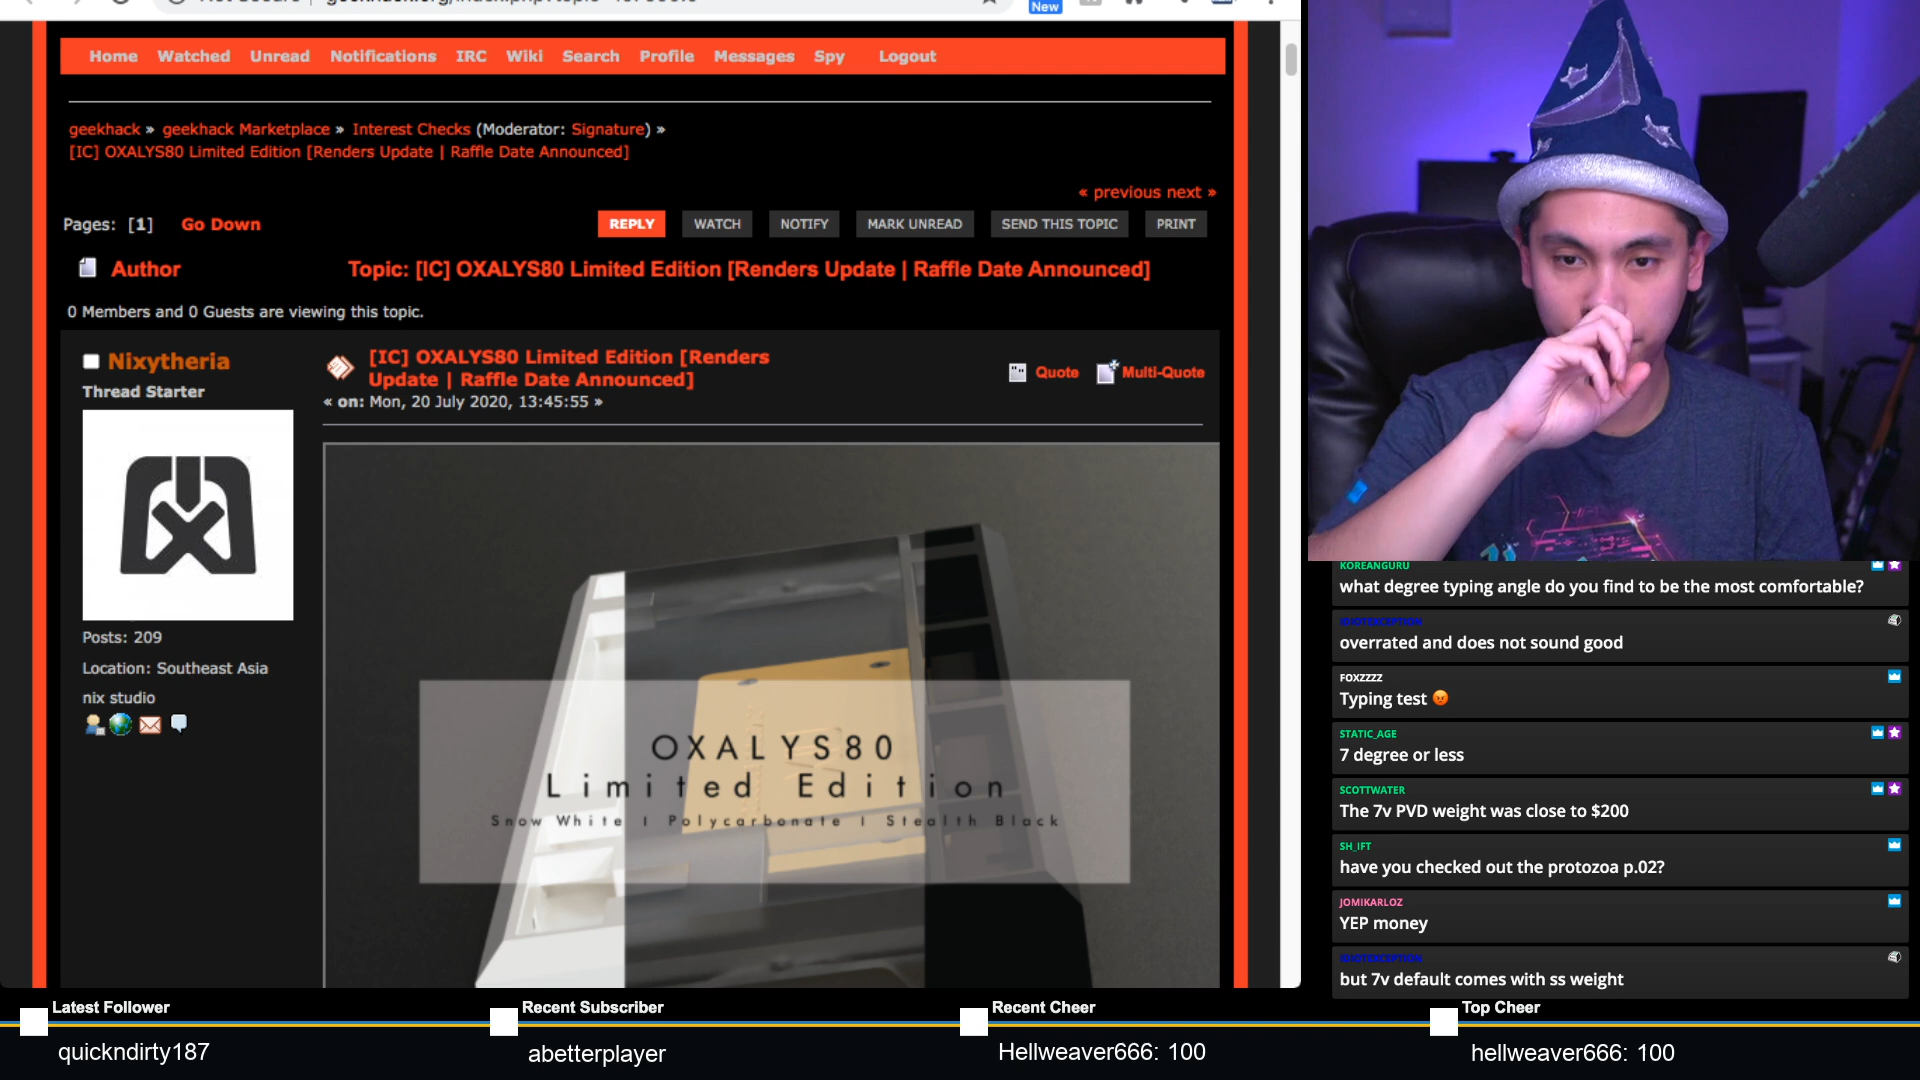 New
Home Watched Unread Notifications IRC Wiki Search Profile Messages Spy Logout
geekhack » geekhack Marketplace » Interest Checks (Moderator: Signature) »
[IC] OXALYS80 Limited Edition [Renders Update | Raffle Date Announced]
« previous next »
Pages: [1] Go Down
REPLY WATCH NOTIFY MARK UNREAD SEND THIS TOPIC PRINT
Author Topic: [IC] OXALYS80 Limited Edition [Renders Update | Raffle Date Announced]
0 Members and 0 Guests are viewing this topic.
Nixytheria
Thread Starter
Posts: 209
Location: Southeast Asia
nix studio
[IC] OXALYS80 Limited Edition [Renders
Update | Raffle Date Announced]
« on: Mon, 20 July 2020, 13:45:55 »
Quote Multi-Quote
OXALYS80
Limited Edition
Snow White | Polycarbonate | Stealth Black
KOREANGURU
what degree typing angle do you find to be the most comfortable?
overrated and does not sound good
FOXZZZZ
Typing test 😡
STATIC_AGE
7 degree or less
SCOTTWATER
The 7v PVD weight was close to $200
SH_IFT
have you checked out the protozoa p.02?
JOMIKARLOZ
YEP money
but 7v default comes with ss weight
Latest Follower
quickndirty187
Recent Subscriber
abetterplayer
Recent Cheer
Hellweaver666: 100
Top Cheer
hellweaver666: 100